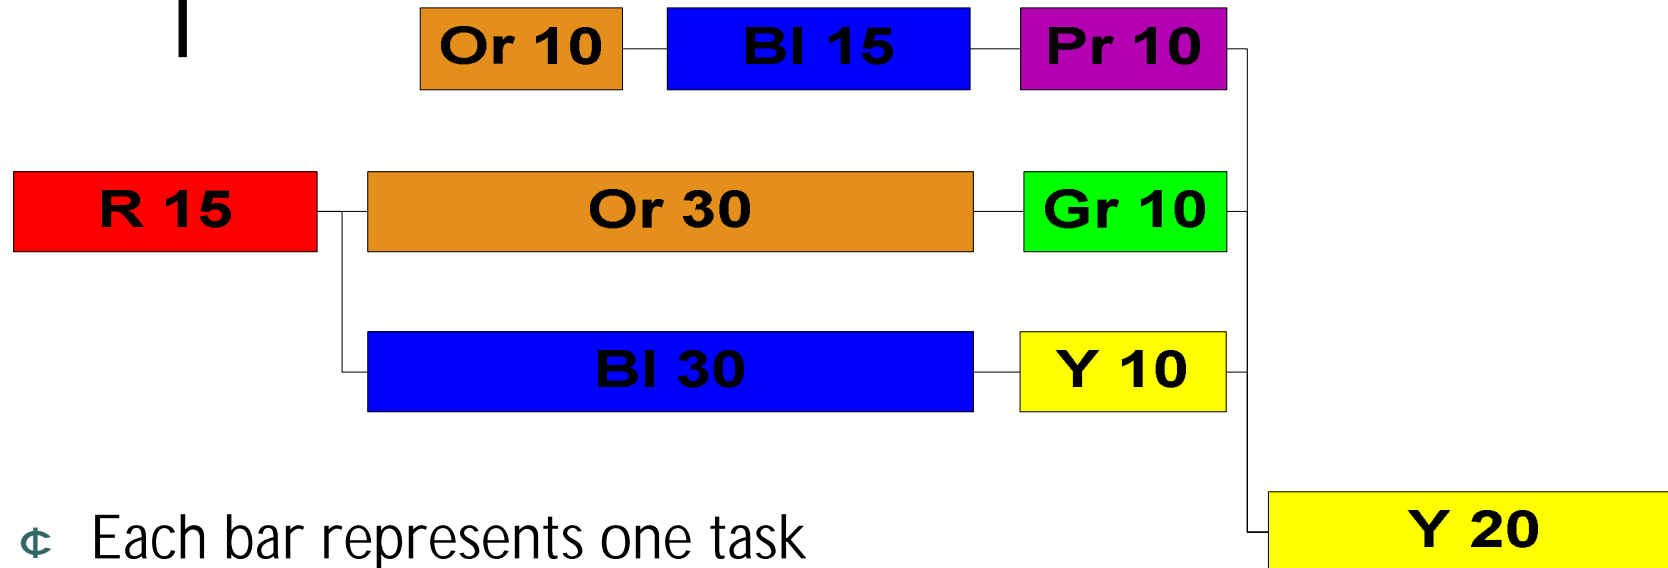 Or 10 Bl 15 Pr 10
R 15 Or 30 Gr 10
Bl 30 Y 10
Y 20
¢ Each bar represents one task